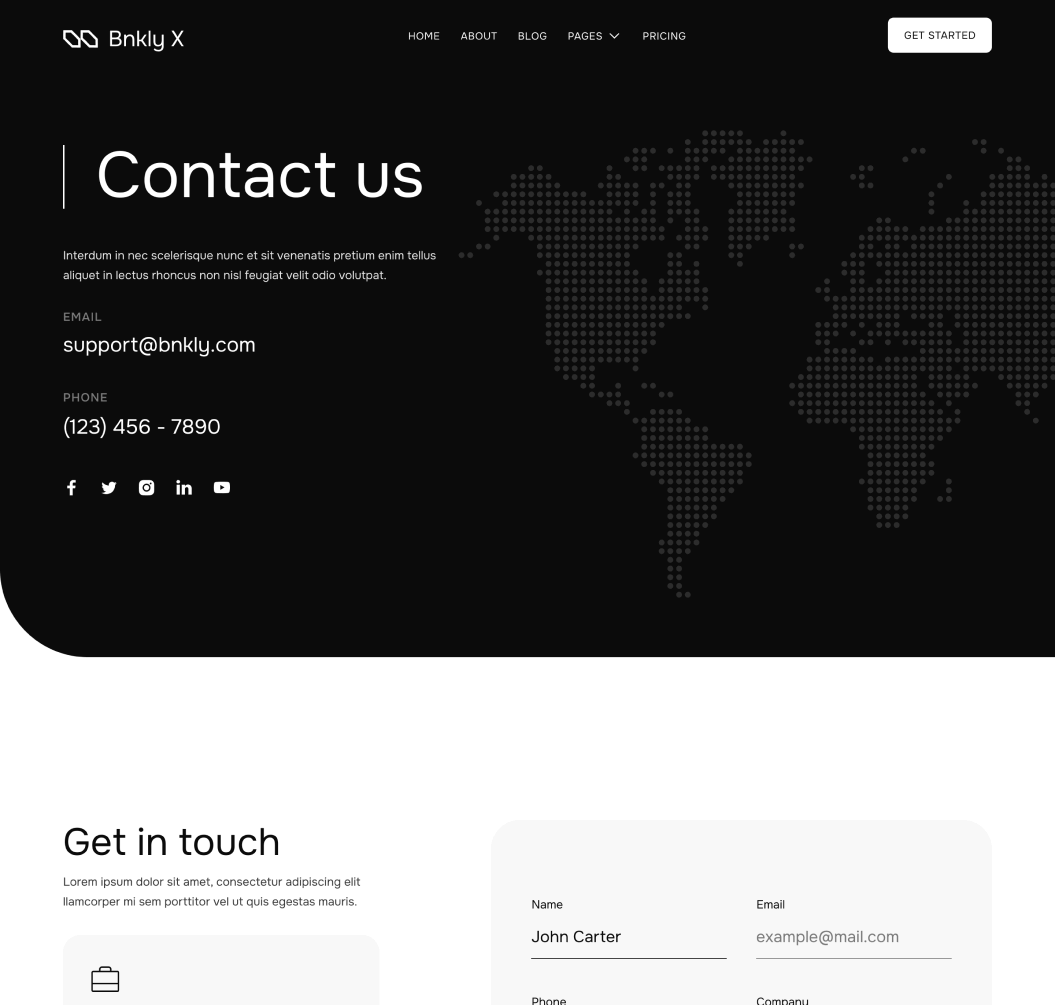 Bnkly X
HOME ABOUT BLOG PAGES PRICING
GET STARTED
Contact us
Interdum in nec scelerisque nunc et sit venenatis pretium enim tellus
aliquet in lectus rhoncus non nisl feugiat velit odio volutpat.
EMAIL
support@bnkly.com
PHONE
(123) 456 - 7890
Get in touch
Lorem ipsum dolor sit amet, consectetur adipiscing elit
llamcorper mi sem porttitor vel ut quis egestas mauris.
Name
John Carter
Email
example@mail.com
Phone
Company